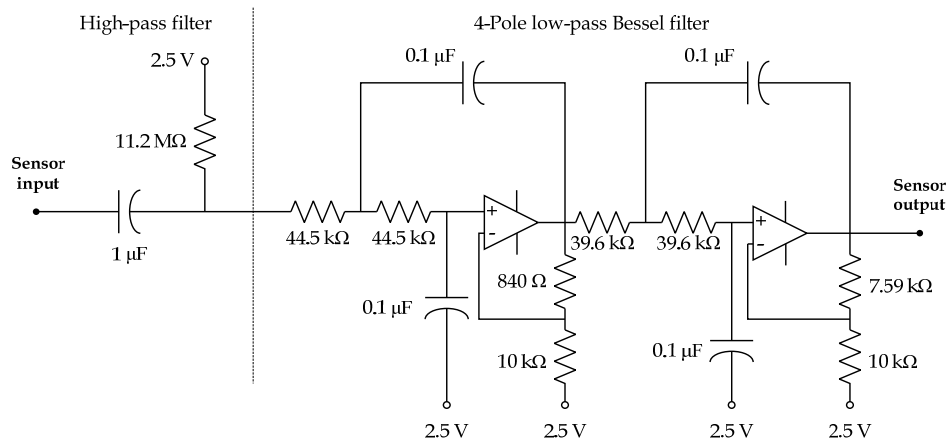 High-pass filter
4-Pole low-pass Bessel filter
2.5 V
0.1 µF
0.1 µF
11.2 MΩ
Sensor
input
+
-
+
-
Sensor
output
1 µF
44.5 kΩ
44.5 kΩ
39.6 kΩ
39.6 kΩ
840 Ω
7.59 kΩ
0.1 µF
0.1 µF
10 kΩ
10 kΩ
2.5 V
2.5 V
2.5 V
2.5 V